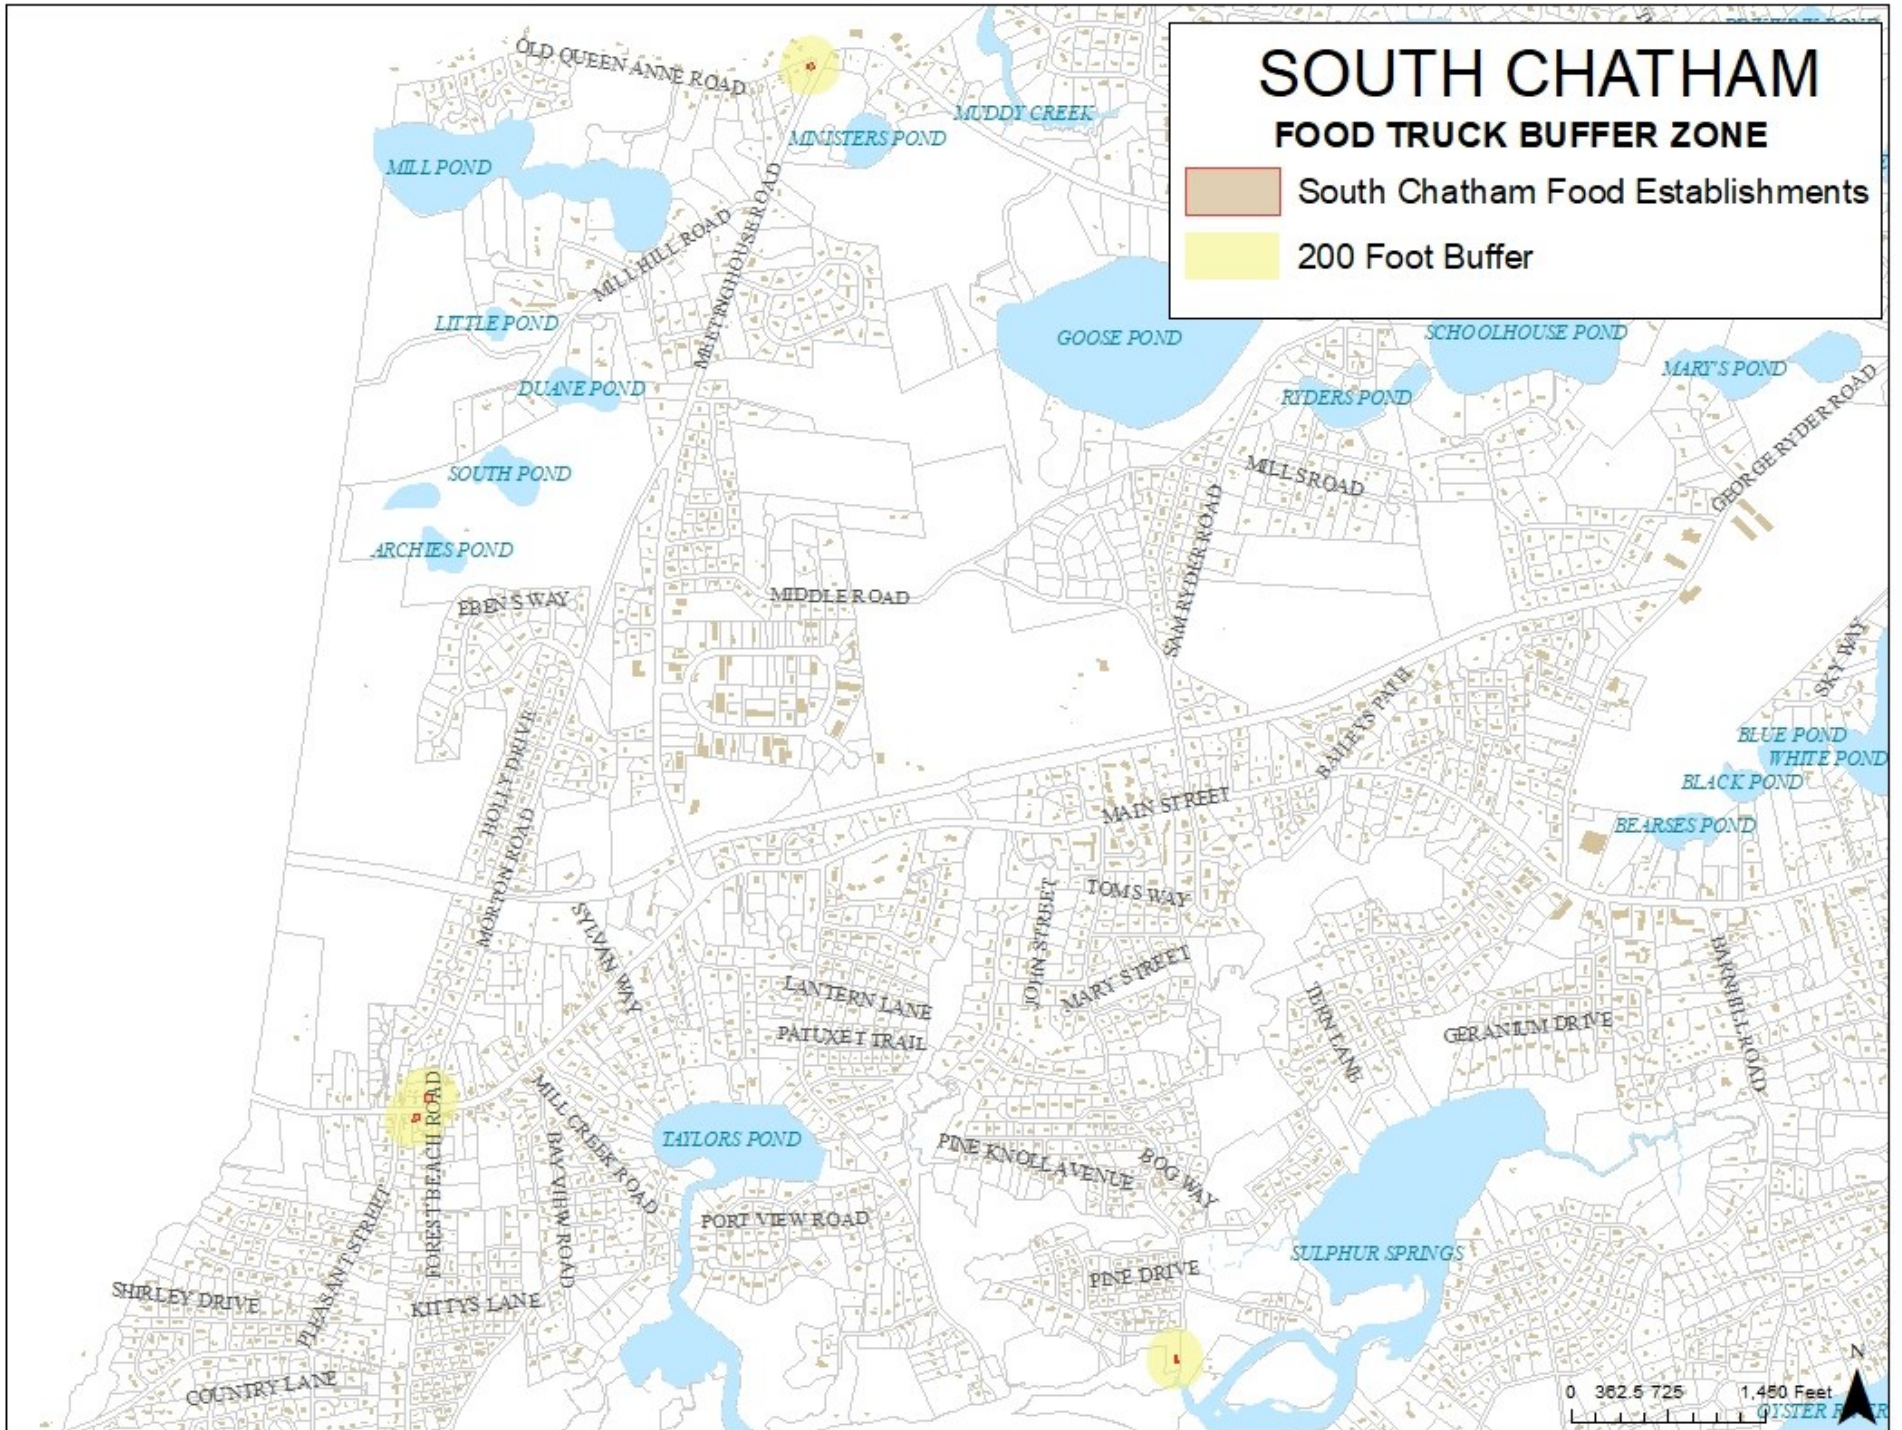 SOUTH CHATHAM
FOOD TRUCK BUFFER ZONE
South Chatham Food Establishments
200 Foot Buffer
OLD QUEEN ANNE ROAD
MUDDY CREEK
MINISTERS POND
MILL POND
MILL HILL ROAD
MEETINGHOUSE ROAD
LITTLE POND
GOOSE POND
SCHOOLHOUSE POND
MARY'S POND
DUANE POND
RYDERS POND
GEORGE RYDER ROAD
SOUTH POND
MILLS ROAD
ARCHIES POND
SAM RYDER ROAD
EBEN'S WAY
MIDDLE ROAD
SKY WAY
BAILEYS PATH
BLUE POND
WHITE POND
HOLLY DRIVE
BLACK POND
MAIN STREET
BEARSES POND
MORTON ROAD
TOMS WAY
SYLVAN WAY
JOHN STREET
MARY STREET
BARNHILL ROAD
LANTERN LANE
TERN LANE
GERANIUM DRIVE
PATUXET TRAIL
MILL CREEK ROAD
TAYLORS POND
PINE KNOLL AVENUE
BOG WAY
FOREST BEACH ROAD
BAY VIEW ROAD
PORT VIEW ROAD
PLEASANT STREET
SULPHUR SPRINGS
PINE DRIVE
SHIRLEY DRIVE
KITTYS LANE
COUNTRY LANE
N
0 362.5 725 1,450 Feet
OYSTER RIVER